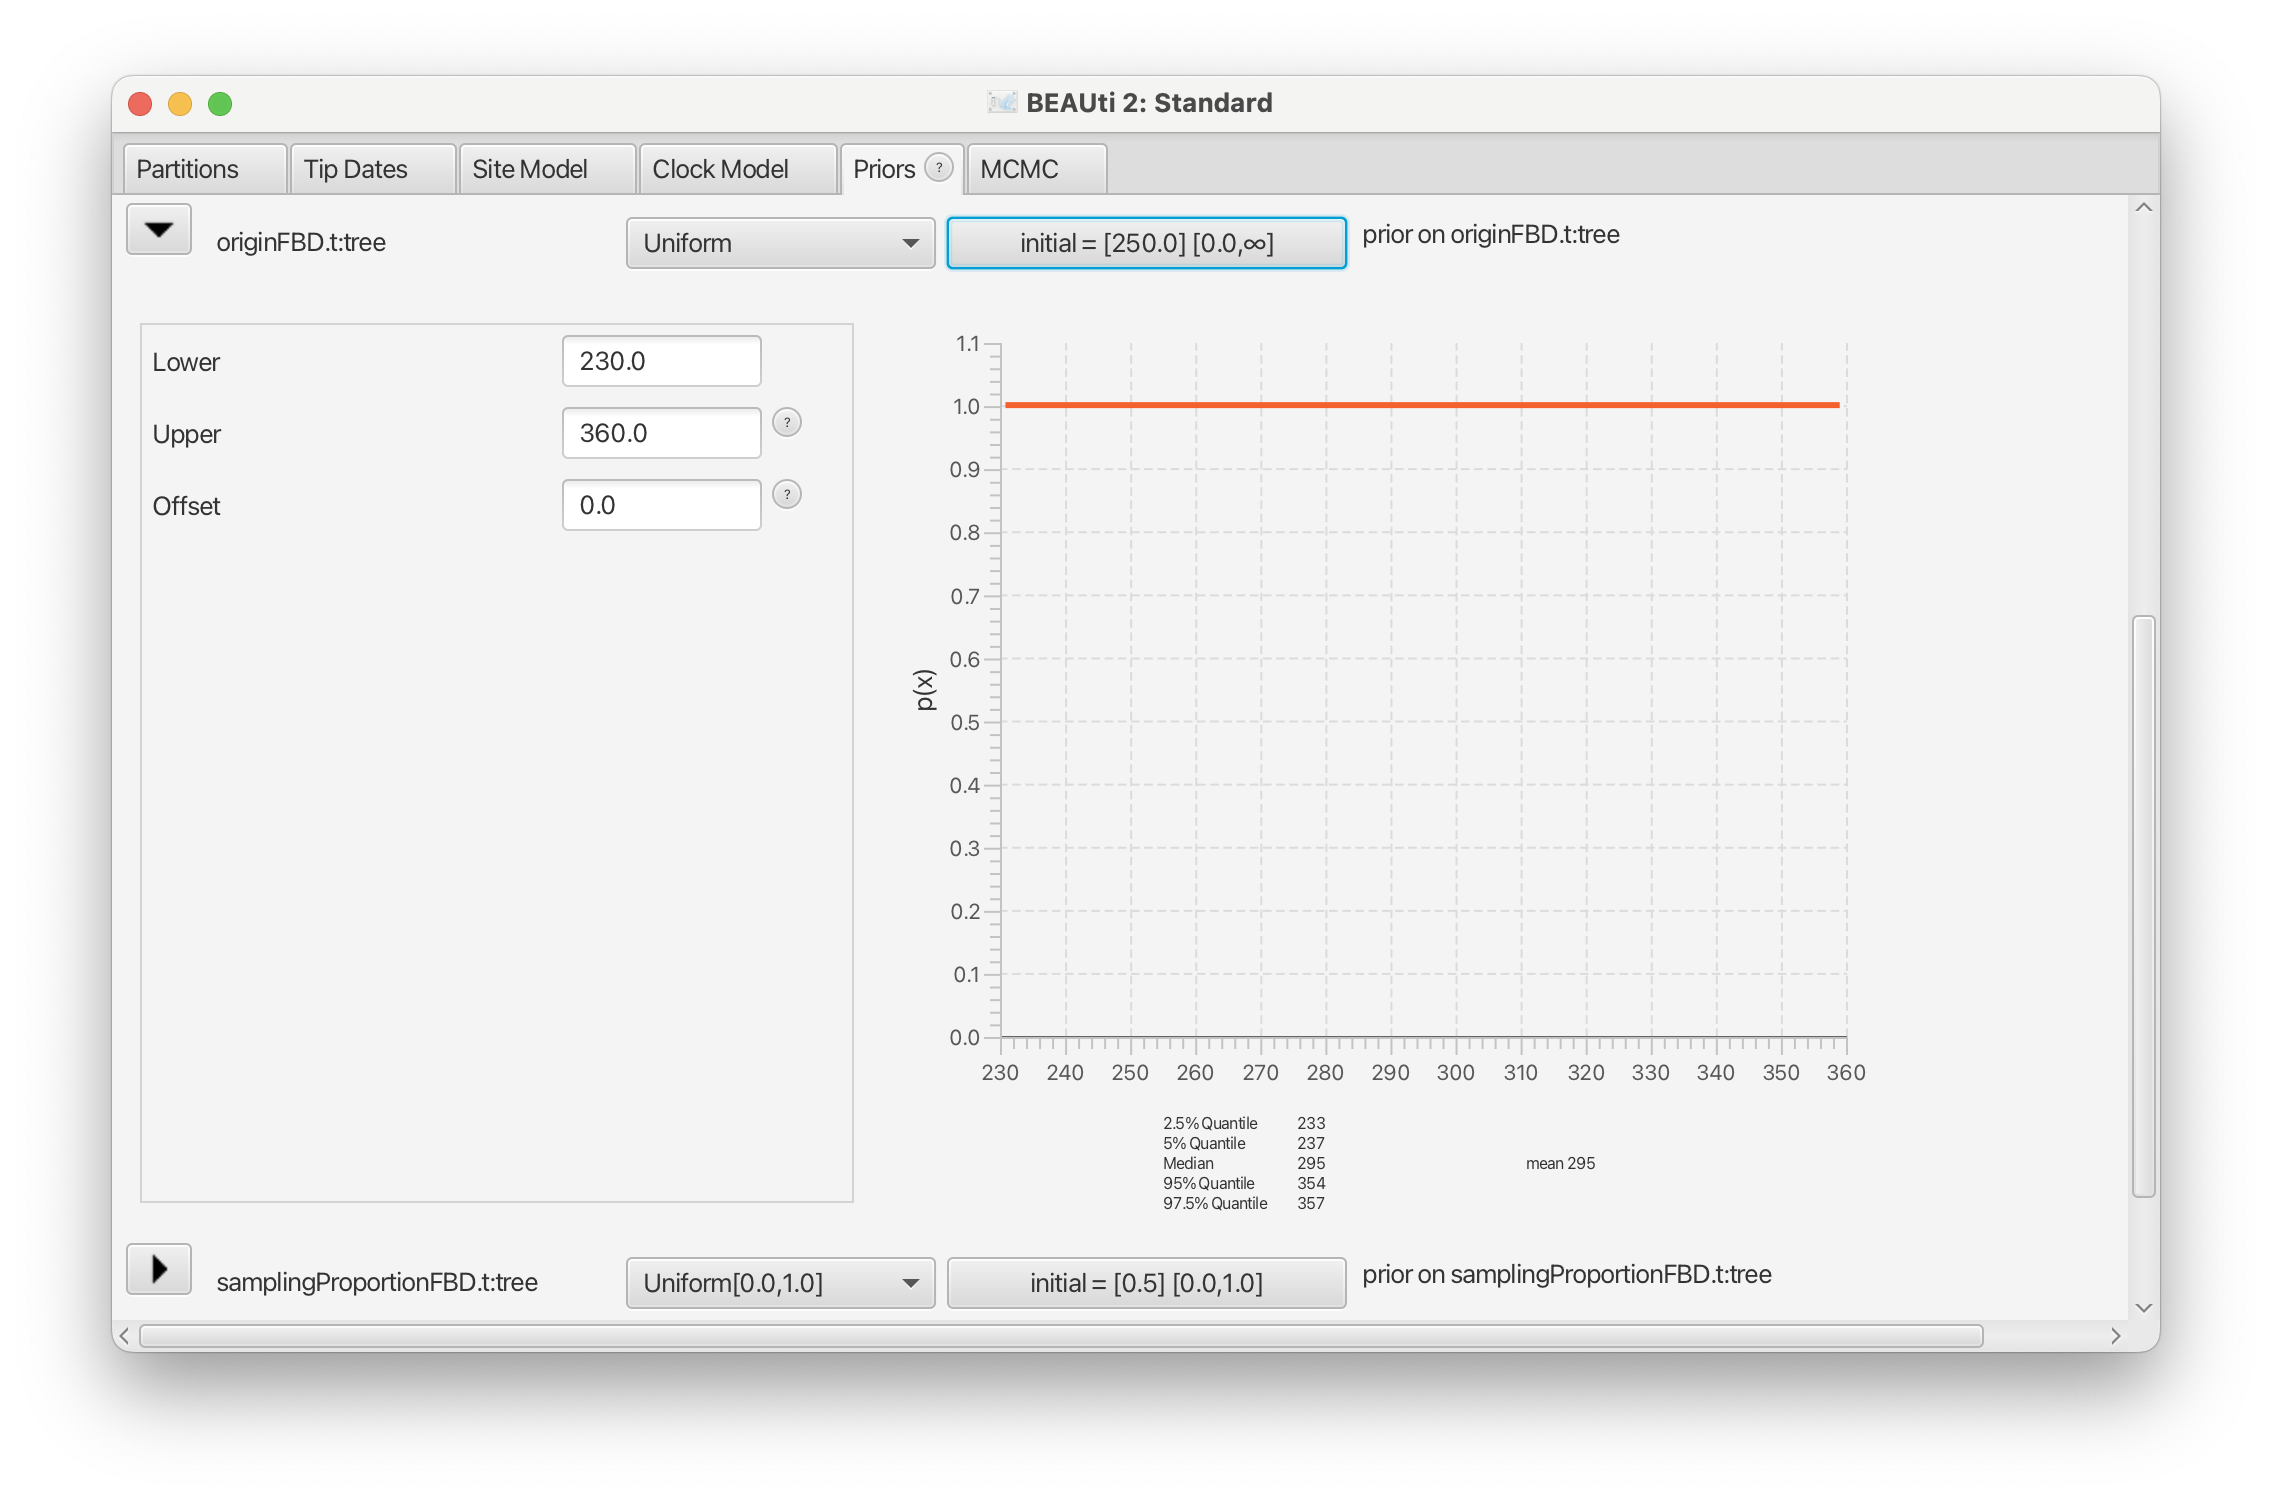 BEAUti 2: Standard
Partitions Tip Dates Site Model Clock Model Priors ? MCMC
originFBD.t:tree Uniform initial = [250.0] [0.0,∞] prior on originFBD.t:tree
Lower 230.0
Upper 360.0 ?
Offset 0.0 ?
1.1
1.0
0.9
0.8
0.7
0.6
0.5
0.4
0.3
0.2
0.1
0.0
p(x)
230 240 250 260 270 280 290 300 310 320 330 340 350 360
2.5% Quantile 233
5% Quantile 237
Median 295 mean 295
95% Quantile 354
97.5% Quantile 357
samplingProportionFBD.t:tree Uniform[0.0,1.0] initial = [0.5] [0.0,1.0] prior on samplingProportionFBD.t:tree